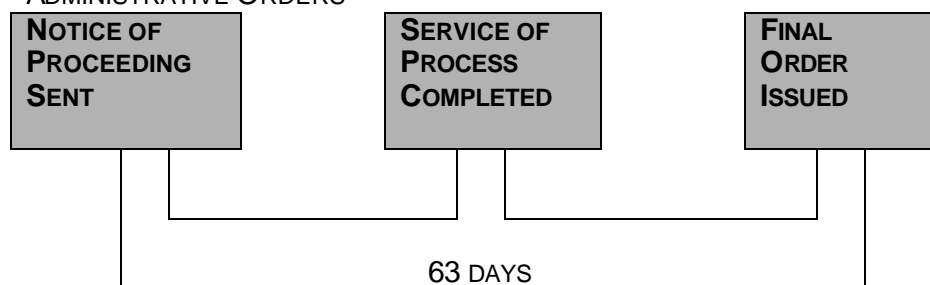 ADMINISTRATIVE ORDERS
NOTICE OF
PROCEEDING
SENT
SERVICE OF
PROCESS
COMPLETED
FINAL
ORDER
ISSUED
63 DAYS